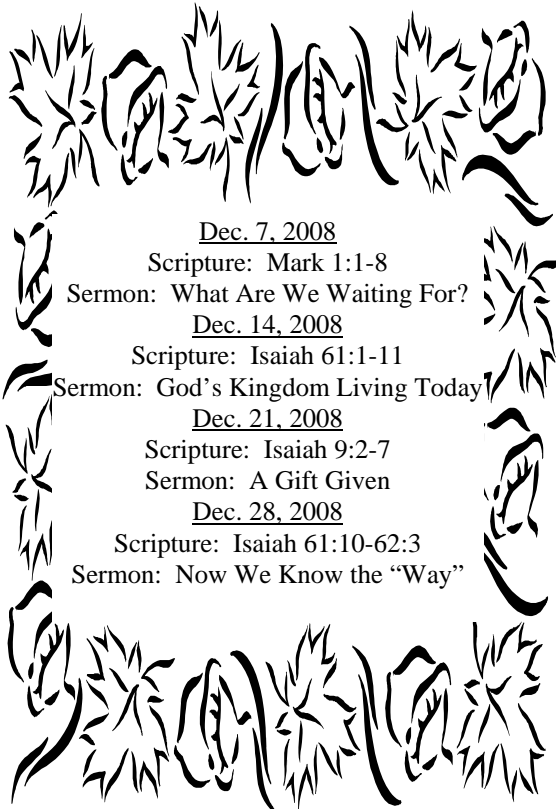 Dec. 7, 2008
Scripture:  Mark 1:1-8
Sermon:  What Are We Waiting For?
Dec. 14, 2008
Scripture:  Isaiah 61:1-11
Sermon:  God’s Kingdom Living Today
Dec. 21, 2008
Scripture:  Isaiah 9:2-7
Sermon:  A Gift Given
Dec. 28, 2008
Scripture:  Isaiah 61:10-62:3
Sermon:  Now We Know the “Way”